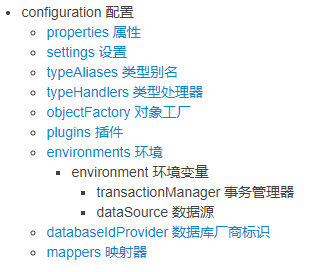 configuration 配置
properties 属性
settings 设置
typeAliases 类型别名
typeHandlers 类型处理器
objectFactory 对象工厂
plugins 插件
environments 环境
environment 环境变量
transactionManager 事务管理器
dataSource 数据源
databaseIdProvider 数据库厂商标识
mappers 映射器